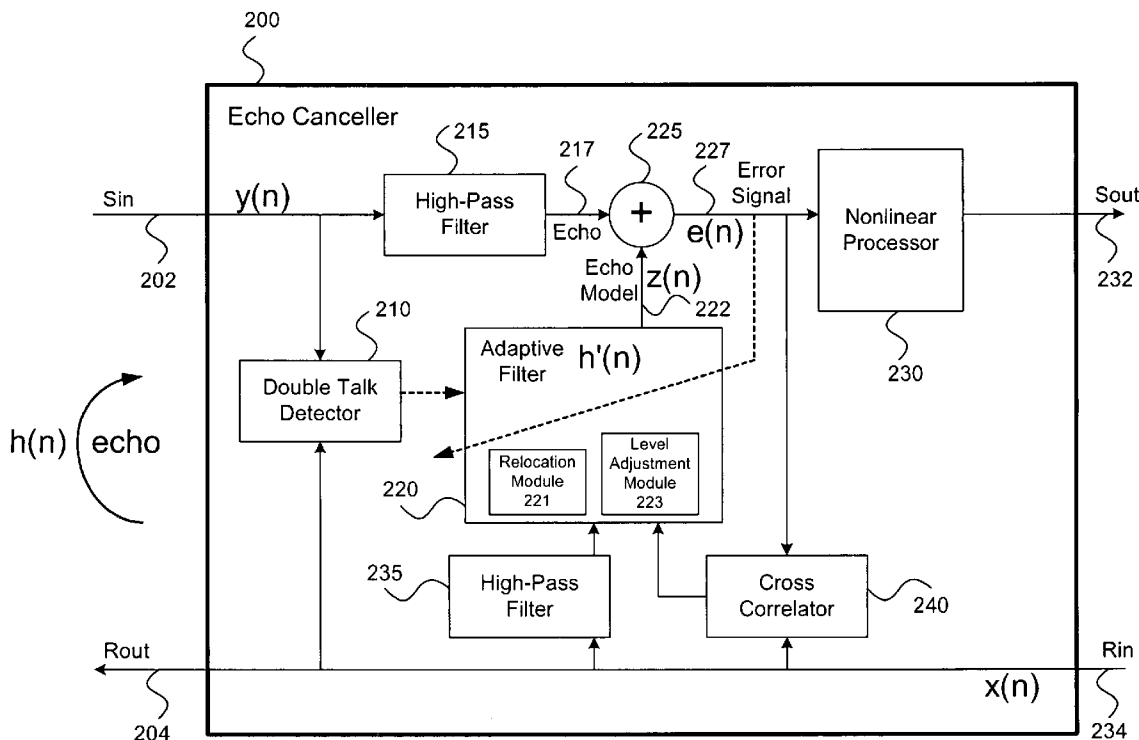 200
Echo Canceller
215
217
225
227
Error
Signal
Sin
y(n)
High-Pass
Filter
Echo
+
e(n)
Nonlinear
Processor
Sout
202
Echo
Model
z(n)
222
232
210
230
Double Talk
Detector
Adaptive
Filter
h'(n)
h(n)
echo
Relocation
Module
221
Level
Adjustment
Module
223
220
235
High-Pass
Filter
Cross
Correlator
240
Rout
Rin
x(n)
204
234